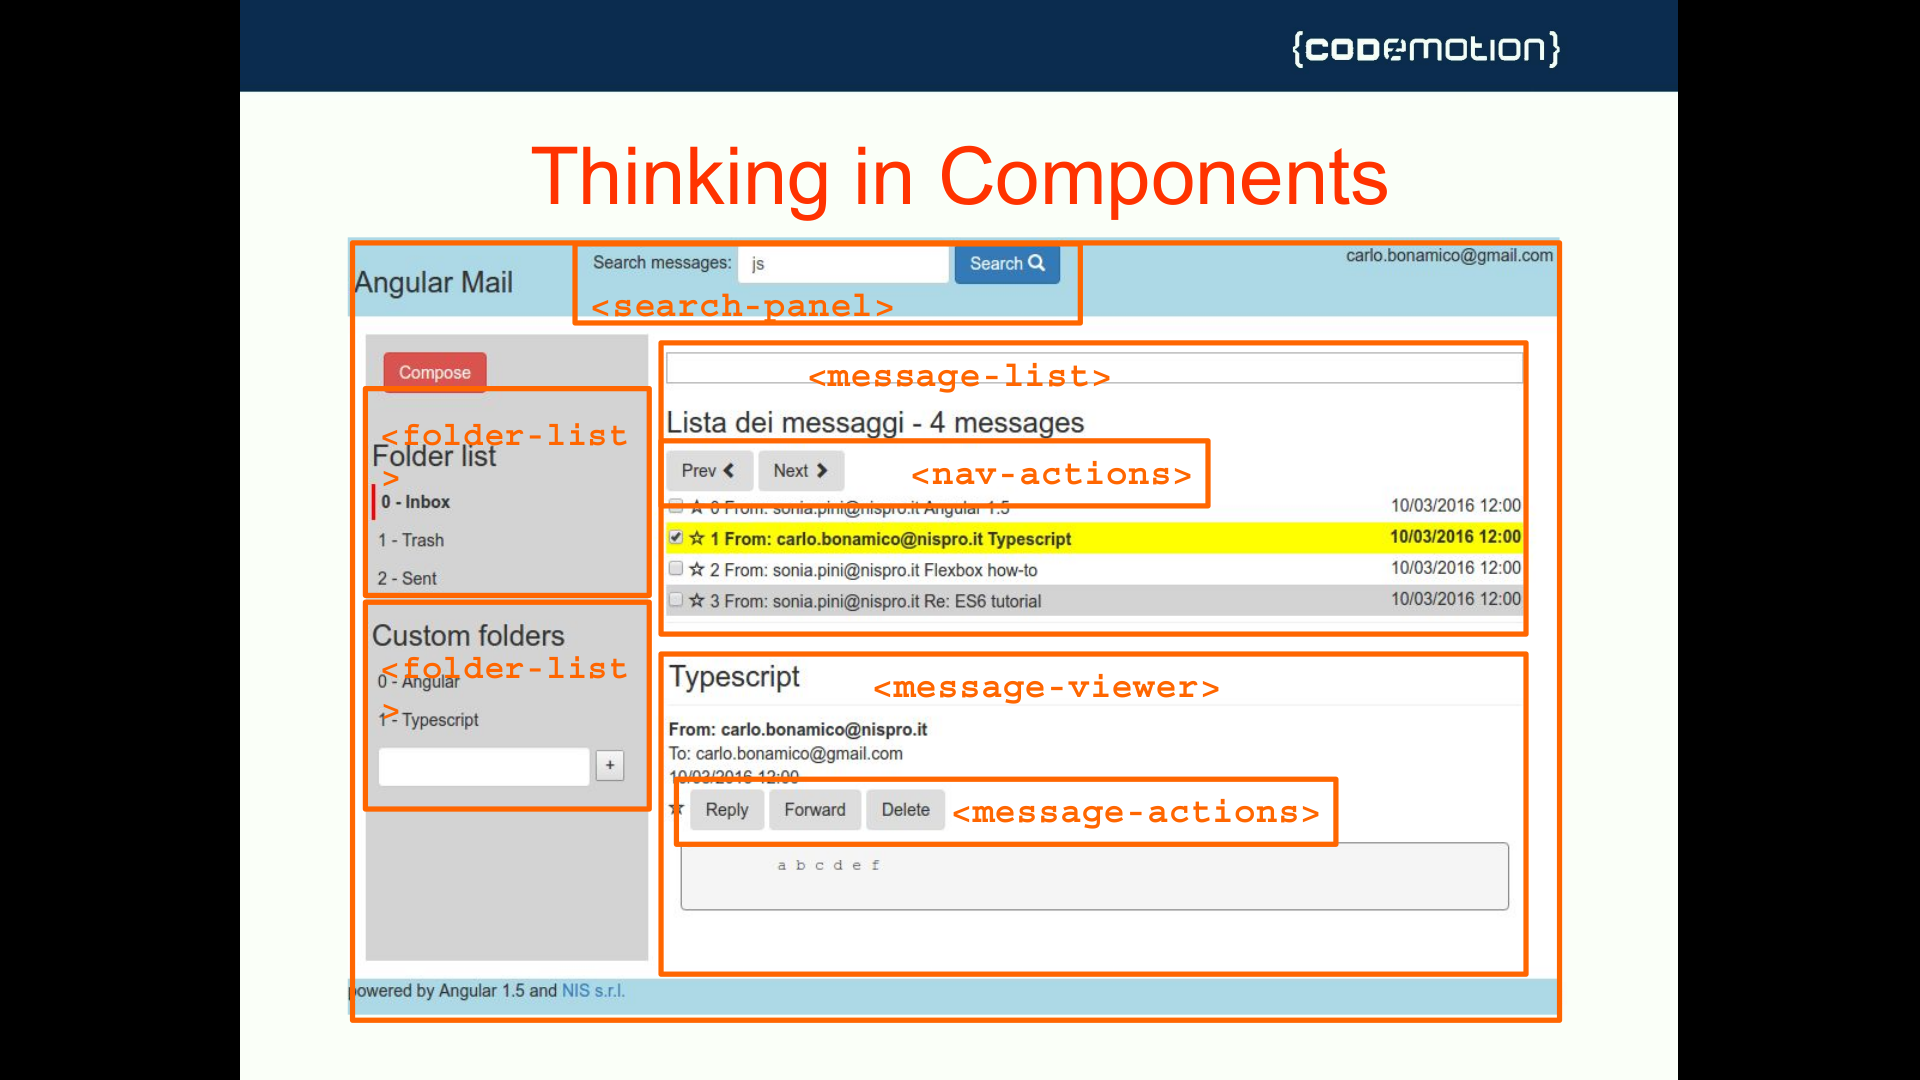 {codemotion}
Thinking in Components
Angular Mail
Search messages:
js
Search
carlo.bonamico@gmail.com
<search-panel>
Compose
<folder-list
>
Folder list
0 - Inbox
1 - Trash
2 - Sent
Custom folders
<folder-list
>
0 - Angular
1 - Typescript
+
<message-list>
Lista dei messaggi - 4 messages
Prev
Next
<nav-actions>
0 From: sonia.pini@nispro.it Angular 1.5 10/03/2016 12:00
1 From: carlo.bonamico@nispro.it Typescript 10/03/2016 12:00
2 From: sonia.pini@nispro.it Flexbox how-to 10/03/2016 12:00
3 From: sonia.pini@nispro.it Re: ES6 tutorial 10/03/2016 12:00
Typescript
<message-viewer>
From: carlo.bonamico@nispro.it
To: carlo.bonamico@gmail.com
10/03/2016 12:00
Reply
Forward
Delete
<message-actions>
a b c d e f
powered by Angular 1.5 and NIS s.r.l.